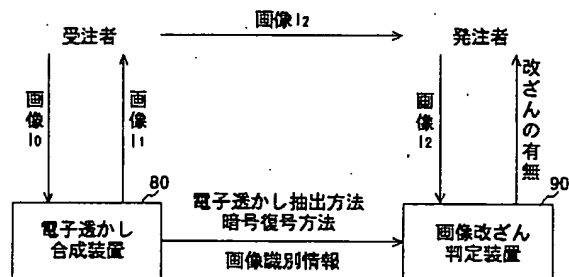 画像I2
受注者
発注者
画像I0
画像I1
画像I2
改ざんの有無
80
電子透かし
合成装置
電子透かし抽出方法
暗号復号方法
画像識別情報
90
画像改ざん
判定装置